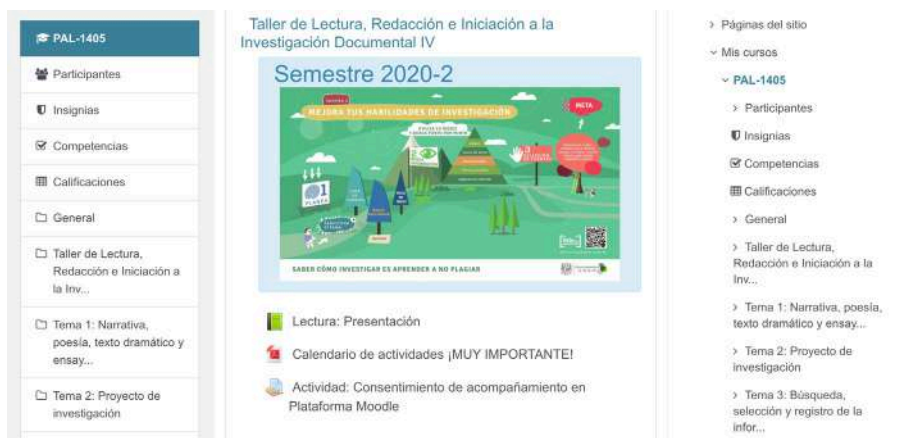 PAL-1405
Participantes
Insignias
Competencias
Calificaciones
General
Taller de Lectura,
Redacción e Iniciación a
la Inv...
Tema 1: Narrativa,
poesía, texto dramático y
ensay...
Tema 2: Proyecto de
investigación
Taller de Lectura, Redacción e Iniciación a la
Investigación Documental IV
Semestre 2020-2
MEJORA TUS HABILIDADES DE INVESTIGACIÓN
META
1
PLANEA
3
SABER CÓMO INVESTIGAR ES APRENDER A NO PLAGIAR
Lectura: Presentación
Calendario de actividades ¡MUY IMPORTANTE!
Actividad: Consentimiento de acompañamiento en
Plataforma Moodle
Páginas del sitio
Mis cursos
PAL-1405
Participantes
Insignias
Competencias
Calificaciones
General
Taller de Lectura,
Redacción e Iniciación a la
Inv...
Tema 1: Narrativa, poesía,
texto dramático y ensay...
Tema 2: Proyecto de
investigación
Tema 3: Búsqueda,
selección y registro de la
infor...